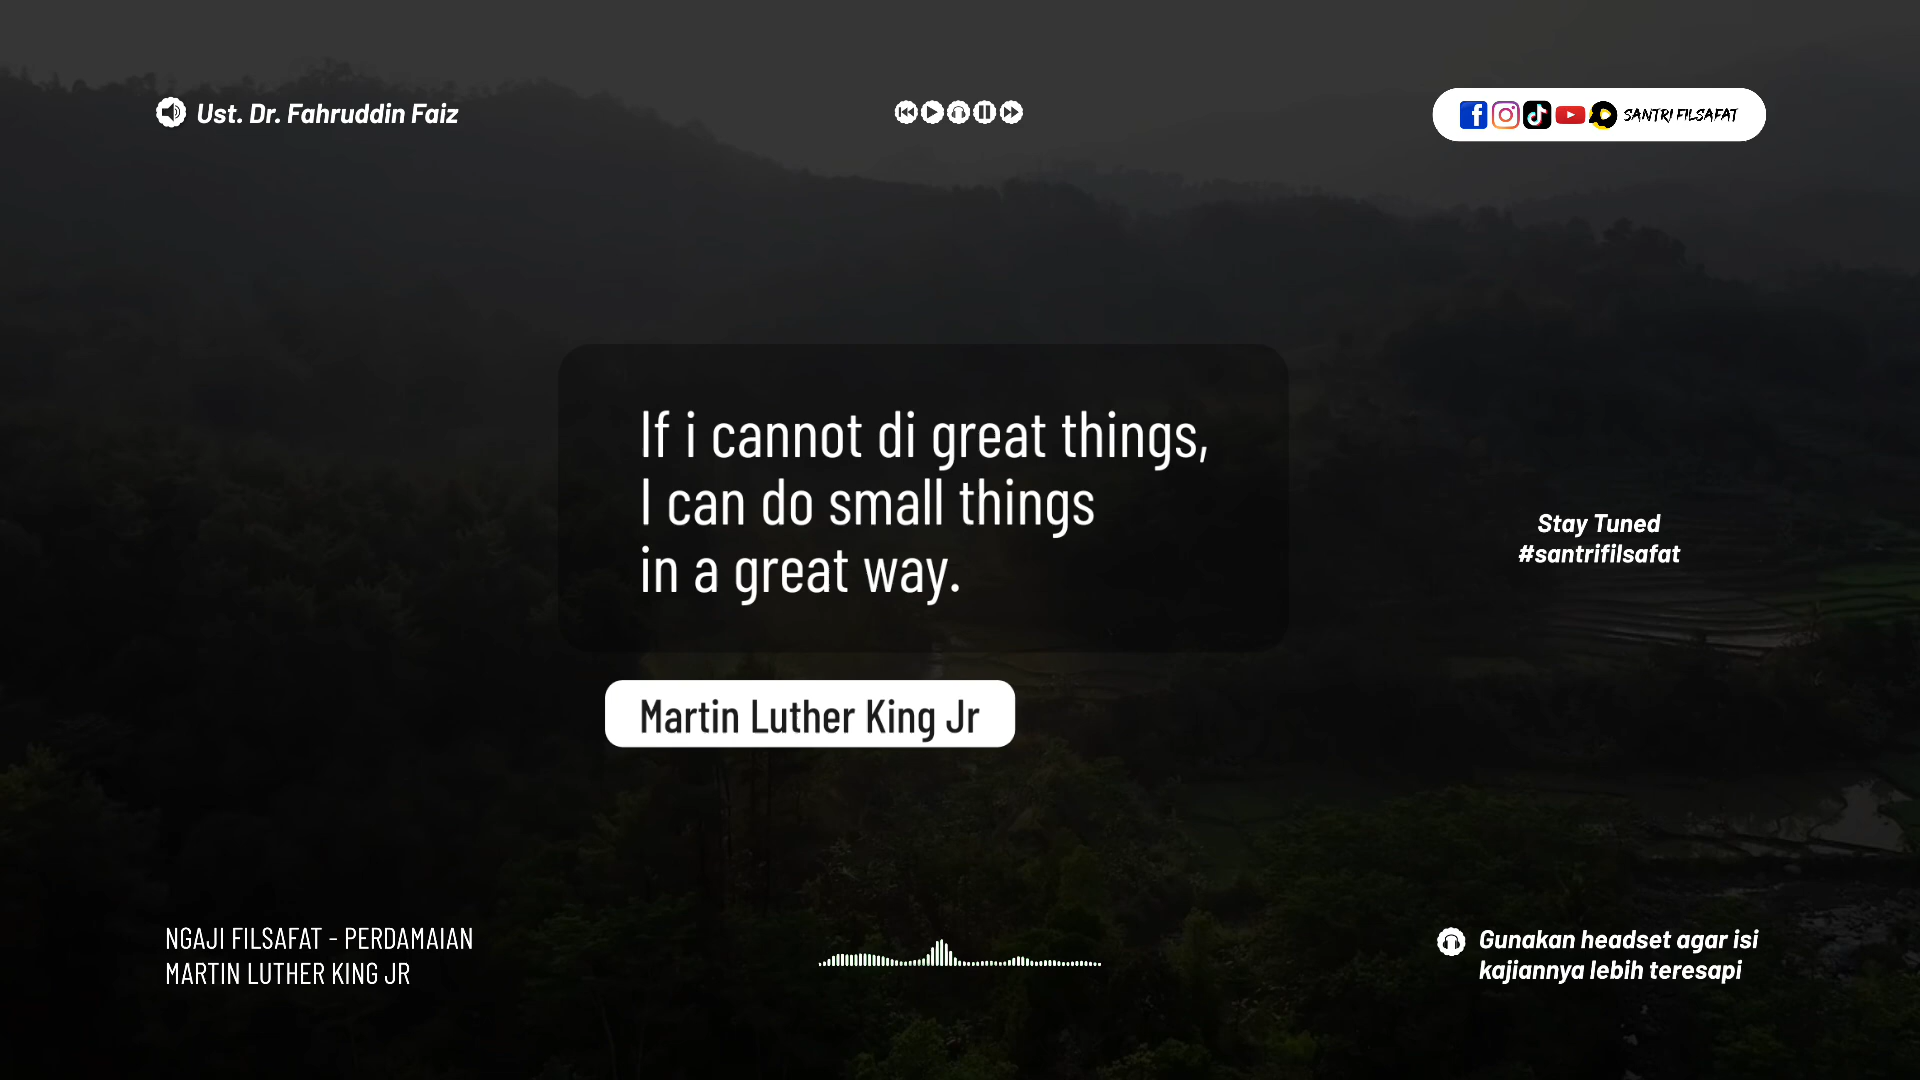 Ust. Dr. Fahruddin Faiz
SANTRI FILSAFAT
If i cannot di great things,
I can do small things
in a great way.
Martin Luther King Jr
Stay Tuned
#santrifilsafat
NGAJI FILSAFAT - PERDAMAIAN
MARTIN LUTHER KING JR
Gunakan headset agar isi
kajiannya lebih teresapi